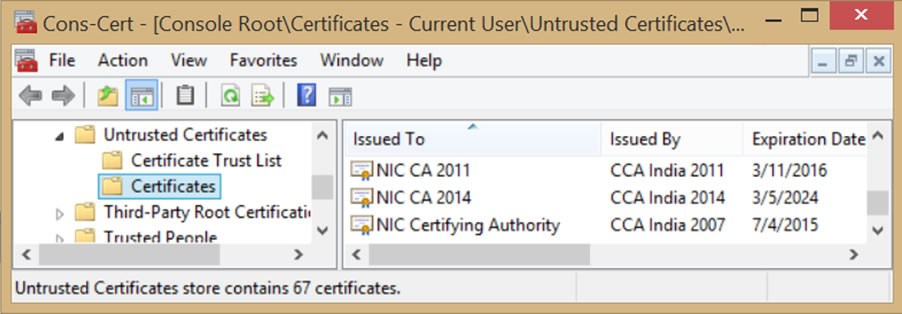 Cons-Cert - [Console Root\Certificates - Current User\Untrusted Certificates\...
File Action View Favorites Window Help
Untrusted Certificates
Certificate Trust List
Certificates
Third-Party Root Certificati
Trusted People
Issued To Issued By Expiration Date
NIC CA 2011 CCA India 2011 3/11/2016
NIC CA 2014 CCA India 2014 3/5/2024
NIC Certifying Authority CCA India 2007 7/4/2015
Untrusted Certificates store contains 67 certificates.